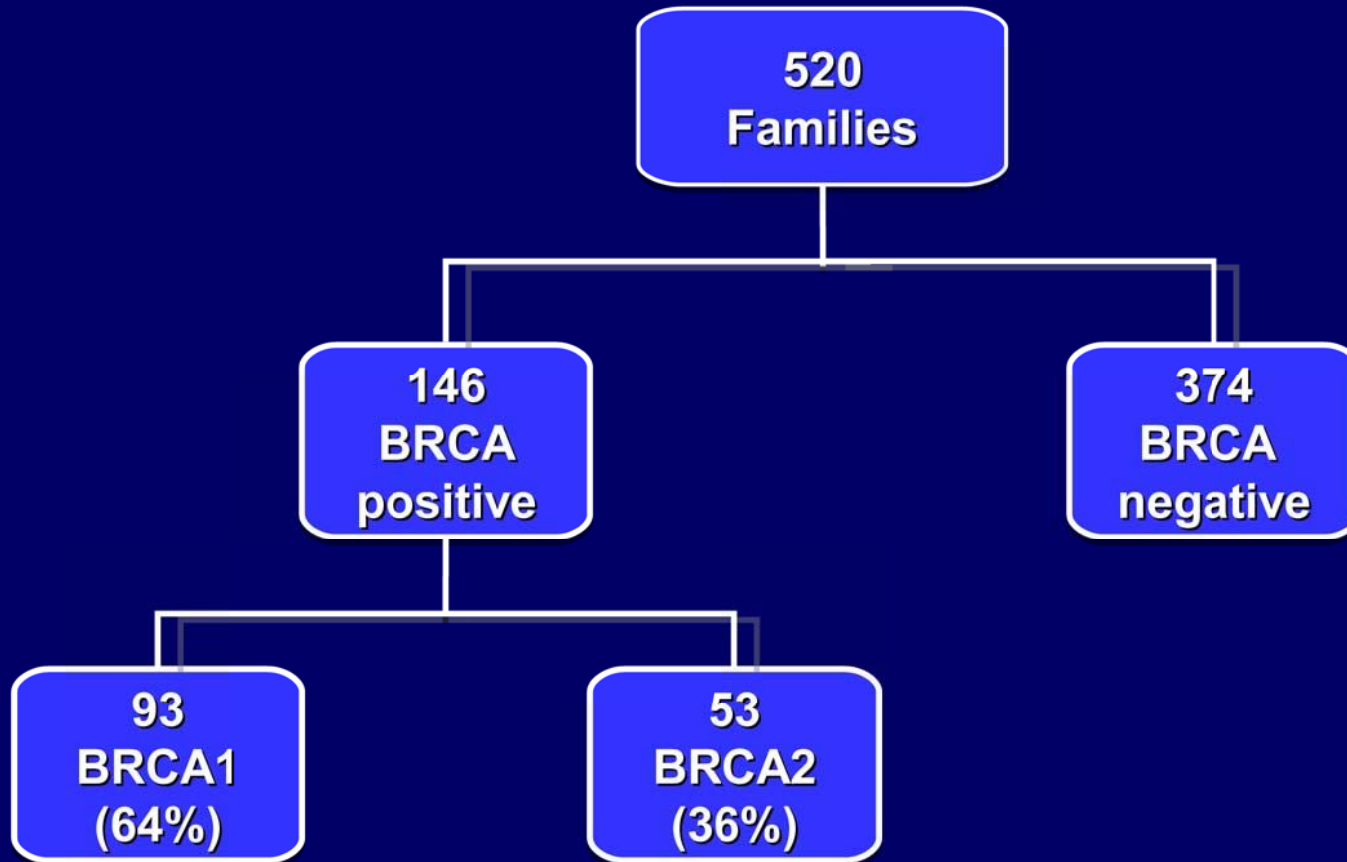 520
Families
146
BRCA
positive
374
BRCA
negative
93
BRCA1
(64%)
53
BRCA2
(36%)